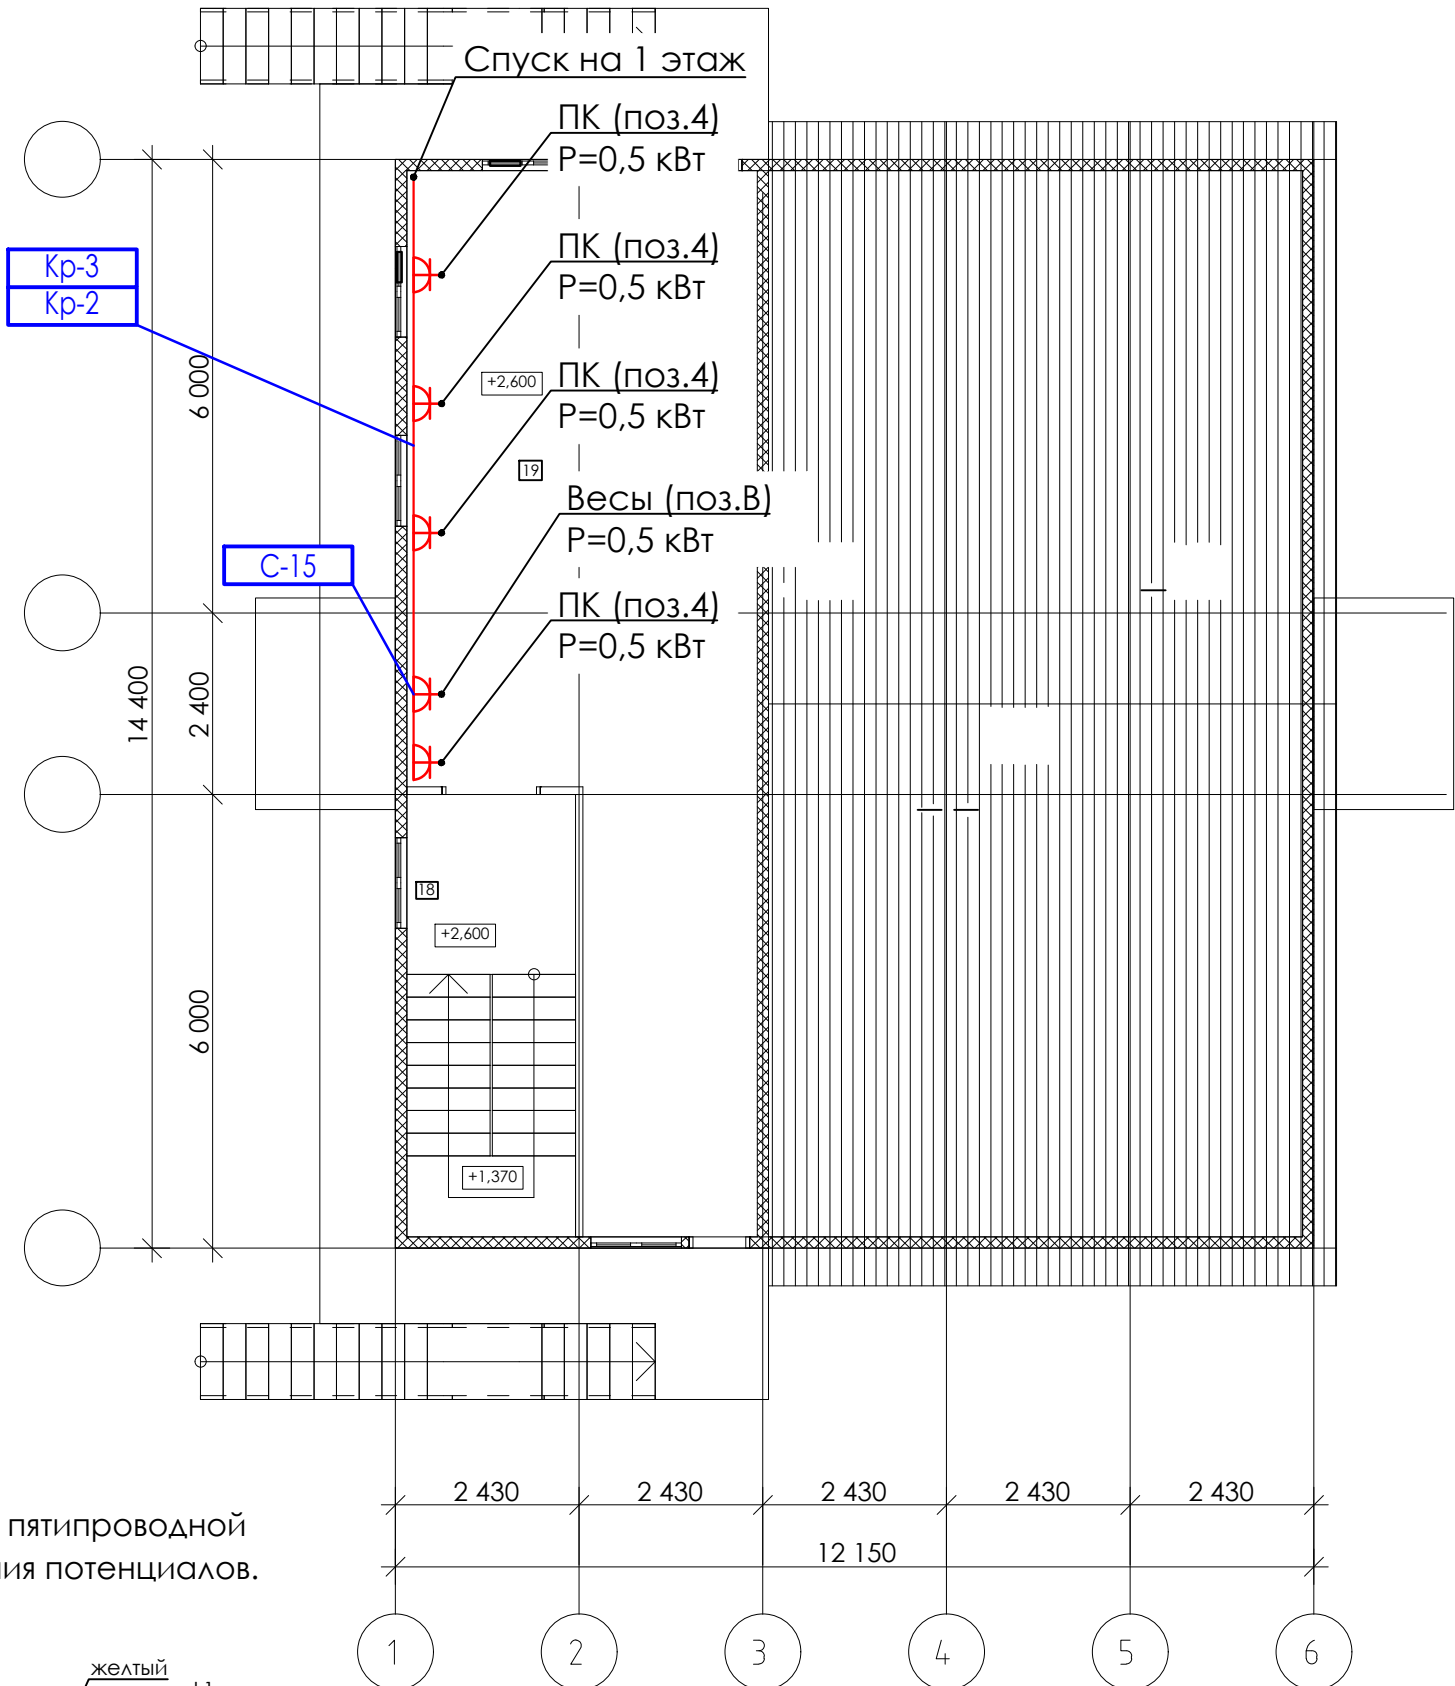 Спуск на 1 этаж
ПК (поз.4)
Р=0,5 кВт
ПК (поз.4)
Р=0,5 кВт
Кр-3
Кр-2
6 000
+2,600
ПК (поз.4)
Р=0,5 кВт
19
Весы (поз.В)
Р=0,5 кВт
С-15
ПК (поз.4)
Р=0,5 кВт
14 400
2 400
18
+2,600
6 000
+1,370
2 430
2 430
2 430
2 430
2 430
пятипроводной
12 150
ия потенциалов.
1
2
3
4
5
6
желтый